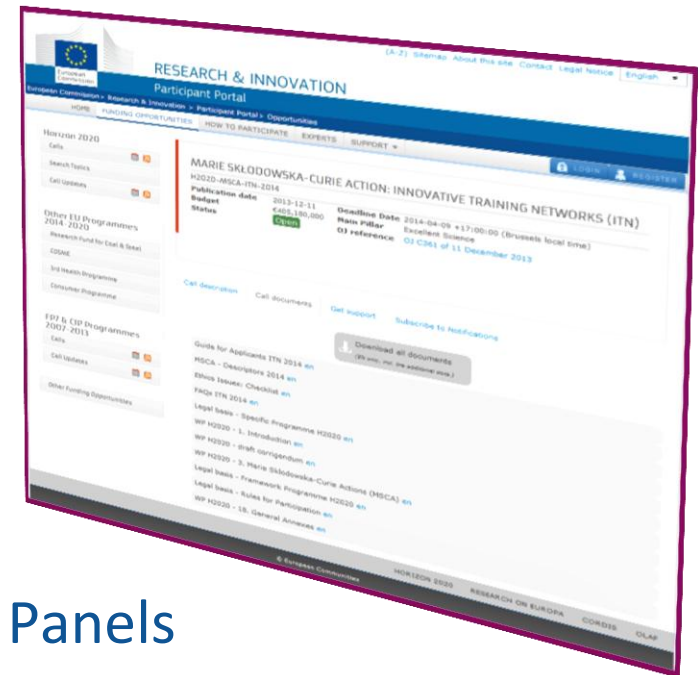 [A-Z] Sitemap About this site Contact Legal Notice English
European
Commission
RESEARCH & INNOVATION
Participant Portal
European Commission > Research & Innovation > Participant Portal > Opportunities
HOME FUNDING OPPORTUNITIES HOW TO PARTICIPATE EXPERTS SUPPORT
LOGIN REGISTER
Horizon 2020
Calls
Search Topics
Call Updates
Other EU Programmes
2014-2020
Research Fund for Coal & Steel
COSME
3rd Health Programme
Consumer Programme
FP7 & CIP Programmes
2007-2013
Calls
Call Updates
Other Funding Opportunities
MARIE SKŁODOWSKA-CURIE ACTION: INNOVATIVE TRAINING NETWORKS (ITN)
H2020-MSCA-ITN-2014
Publication date 2013-12-11 Deadline Date 2014-04-09 +17:00:00 (Brussels local time)
Budget €405,180,000 Main Pillar Excellent Science
Status Open OJ reference OJ C361 of 11 December 2013
Call description Call documents Get support Subscribe to Notifications
Download all documents
Guide for Applicants ITN 2014 en
MSCA - Descriptors 2014 en
Ethics Issues: Checklist en
FAQs ITN 2014 en
Legal basis - Specific Programme H2020 en
WP H2020 - 1. Introduction en
WP H2020 - draft corrigendum en
WP H2020 - 3. Marie Skłodowska-Curie Actions (MSCA) en
Legal basis - Framework Programme H2020 en
Legal basis - Rules for Participation en
WP H2020 - 18. General Annexes en
© European Communities HORIZON 2020 RESEARCH ON EUROPA CORDIS OLAF
Panels